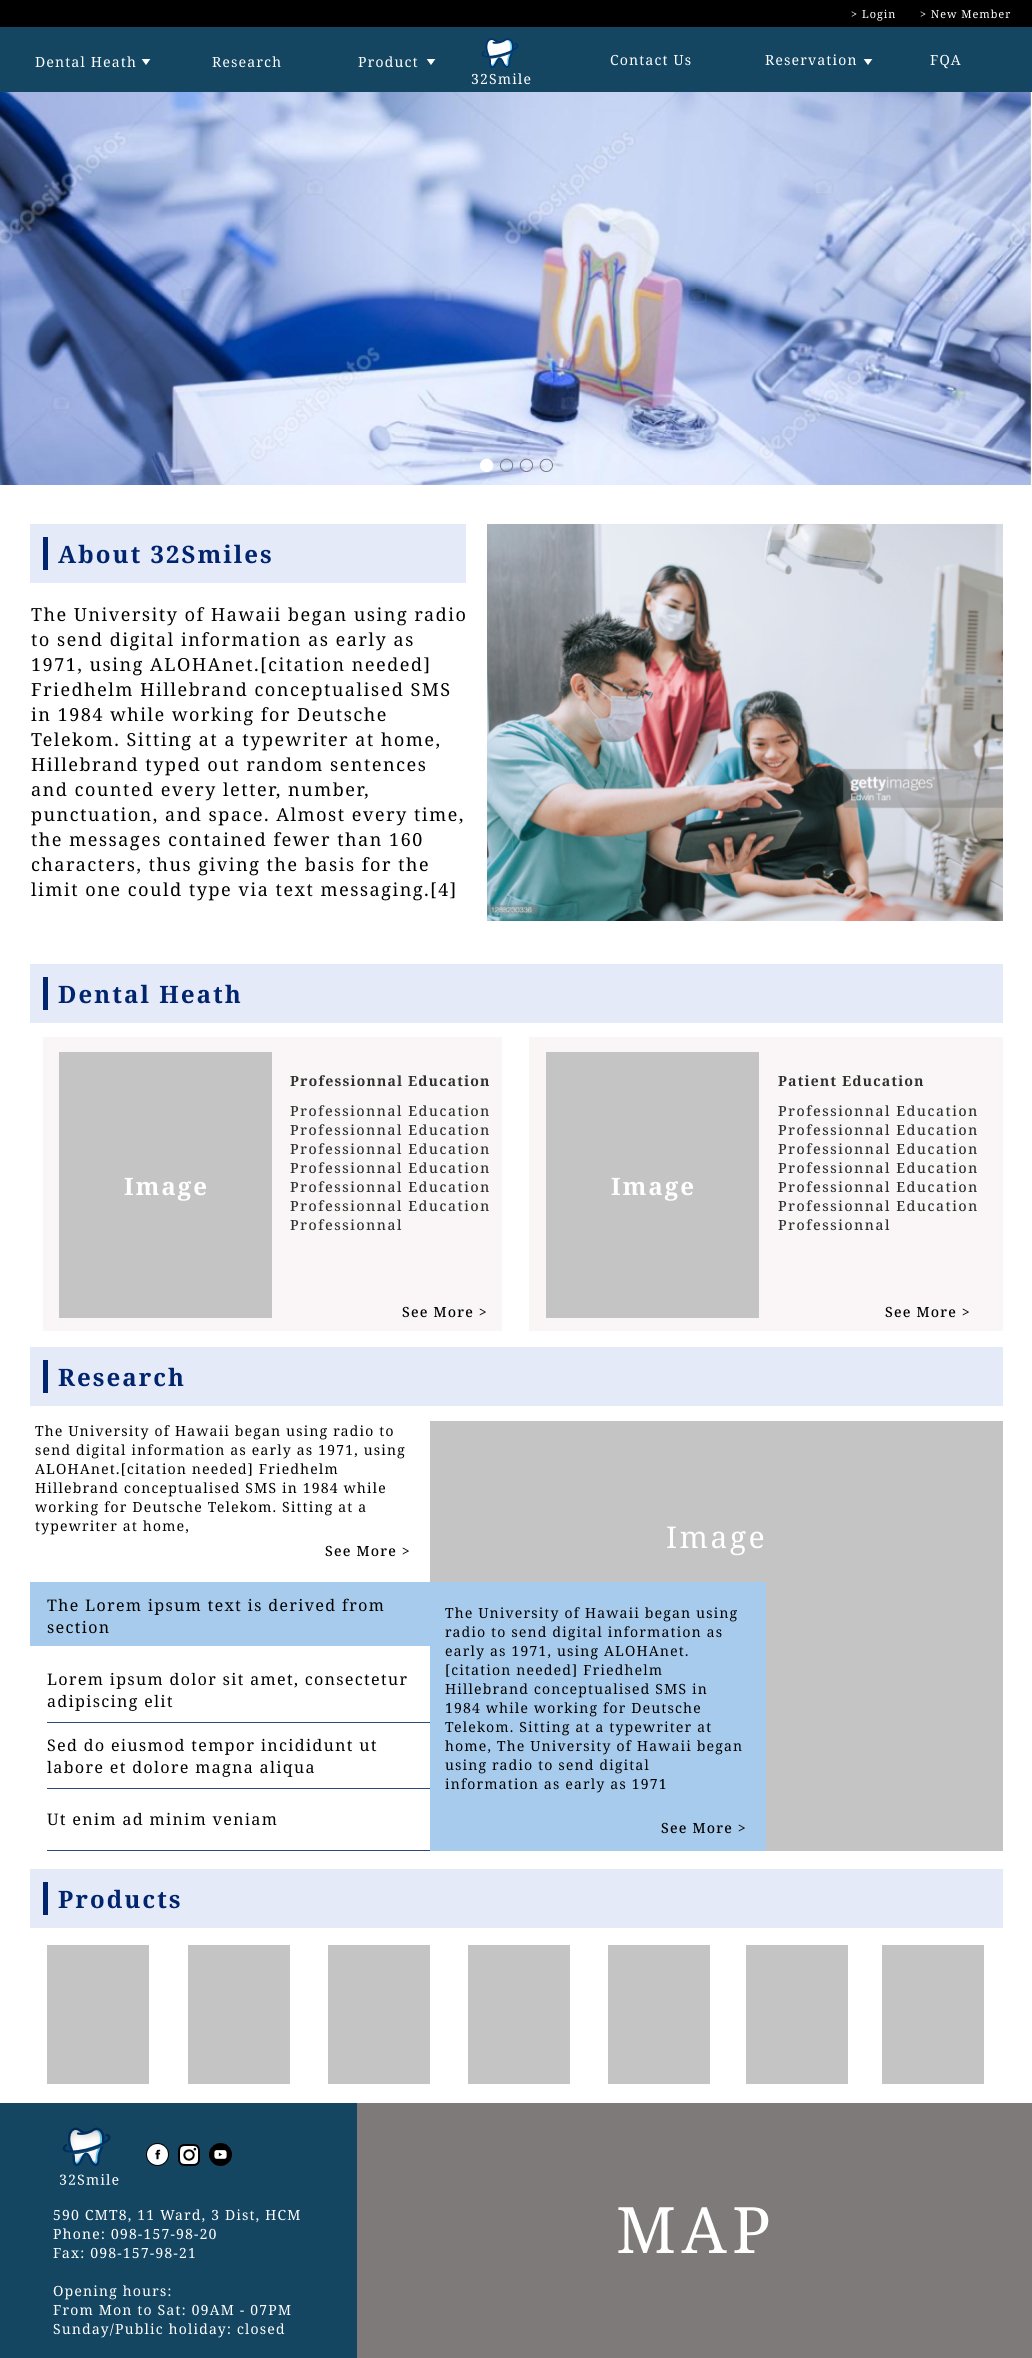 > Login > New Member
Dental Heath Research Product 32Smile Contact Us Reservation FQA
depositphotos
depositphotos
depositphotos
depositphotos
depositphotos
About 32Smiles
The University of Hawaii began using radio
to send digital information as early as
1971, using ALOHAnet.[citation needed]
Friedhelm Hillebrand conceptualised SMS
in 1984 while working for Deutsche
Telekom. Sitting at a typewriter at home,
Hillebrand typed out random sentences
and counted every letter, number,
punctuation, and space. Almost every time,
the messages contained fewer than 160
characters, thus giving the basis for the
limit one could type via text messaging.[4]
gettyimages
Edwin Tan
Dental Heath
Image
Professionnal Education
Professionnal Education
Professionnal Education
Professionnal Education
Professionnal Education
Professionnal Education
Professionnal Education
Professionnal
See More >
Image
Patient Education
Professionnal Education
Professionnal Education
Professionnal Education
Professionnal Education
Professionnal Education
Professionnal Education
Professionnal
See More >
Research
The University of Hawaii began using radio to
send digital information as early as 1971, using
ALOHAnet.[citation needed] Friedhelm
Hillebrand conceptualised SMS in 1984 while
working for Deutsche Telekom. Sitting at a
typewriter at home,
See More >
Image
The Lorem ipsum text is derived from
section
Lorem ipsum dolor sit amet, consectetur
adipiscing elit
Sed do eiusmod tempor incididunt ut
labore et dolore magna aliqua
Ut enim ad minim veniam
The University of Hawaii began using
radio to send digital information as
early as 1971, using ALOHAnet.
[citation needed] Friedhelm
Hillebrand conceptualised SMS in
1984 while working for Deutsche
Telekom. Sitting at a typewriter at
home, The University of Hawaii began
using radio to send digital
information as early as 1971
See More >
Products
32Smile
590 CMT8, 11 Ward, 3 Dist, HCM
Phone: 098-157-98-20
Fax: 098-157-98-21
Opening hours:
From Mon to Sat: 09AM - 07PM
Sunday/Public holiday: closed
MAP